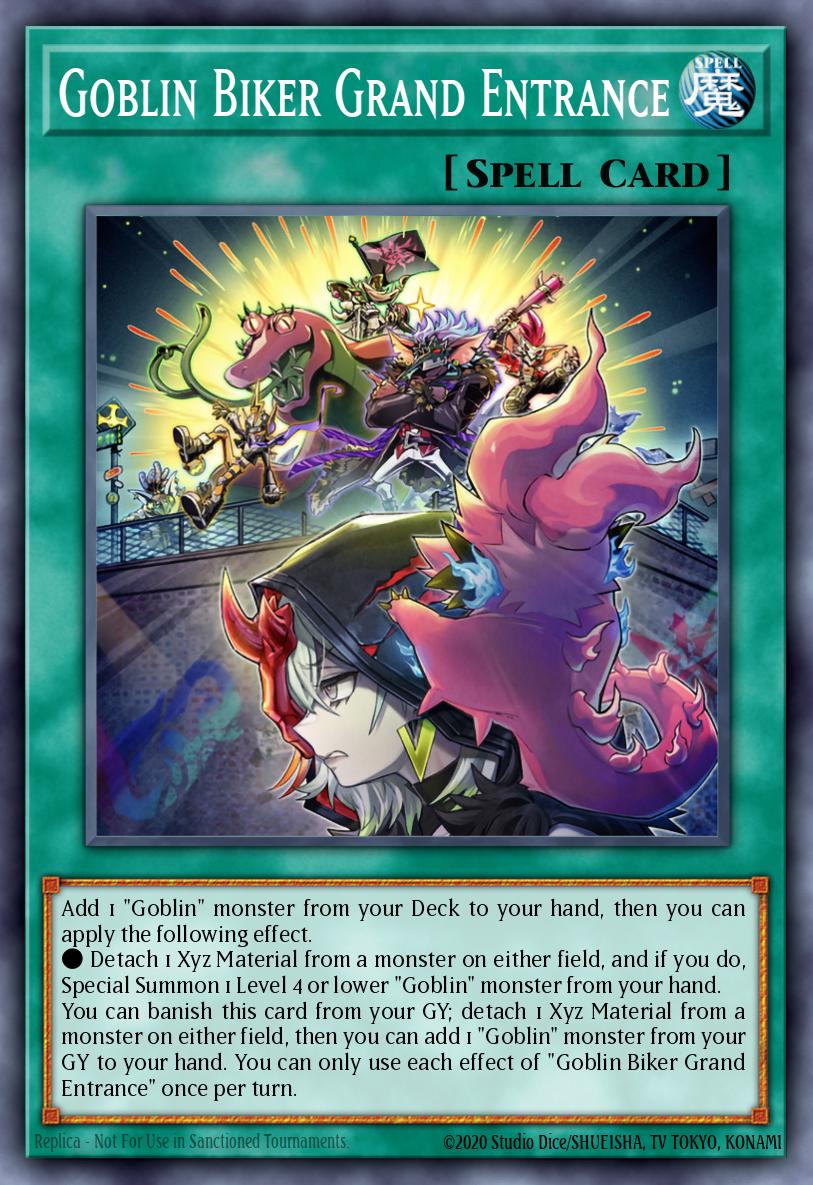 Goblin Biker Grand Entrance
SPELL
魔
[ Spell Card ]
Add 1 "Goblin" monster from your Deck to your hand, then you can
apply the following effect.
● Detach 1 Xyz Material from a monster on either field, and if you do,
Special Summon 1 Level 4 or lower "Goblin" monster from your hand.
You can banish this card from your GY; detach 1 Xyz Material from a
monster on either field, then you can add 1 "Goblin" monster from your
GY to your hand. You can only use each effect of "Goblin Biker Grand
Entrance" once per turn.
Replica - Not For Use in Sanctioned Tournaments.
©2020 Studio Dice/SHUEISHA, TV TOKYO, KONAMI